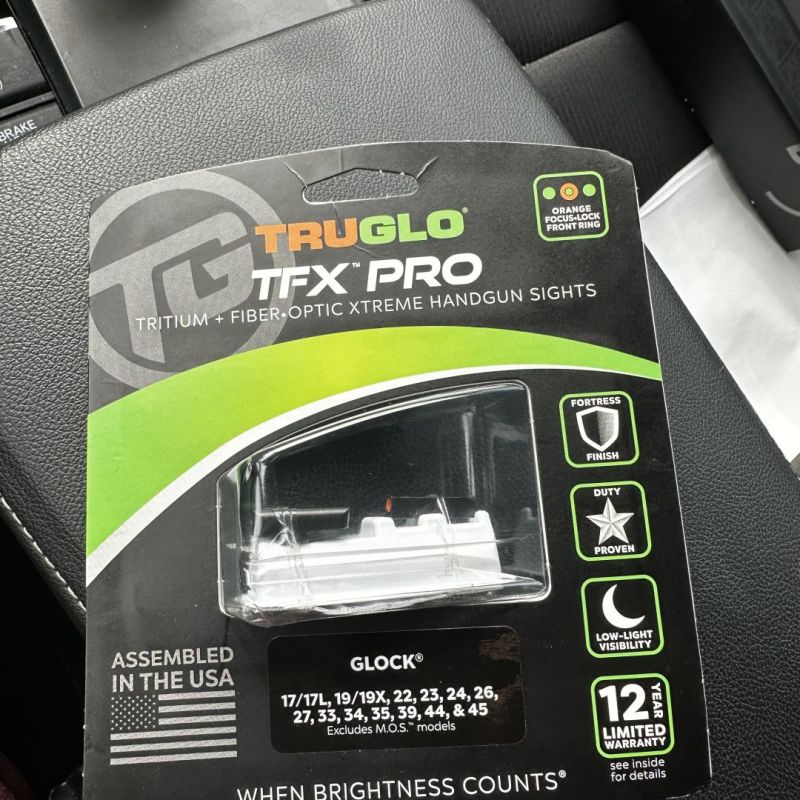 BRAKE
TG
TRUGLO®
TFX™ PRO
TRITIUM + FIBER•OPTIC XTREME HANDGUN SIGHTS
ORANGE
FOCUS•LOCK
FRONT RING
FORTRESS
FINISH
DUTY
PROVEN
LOW-LIGHT
VISIBILITY
12 YEAR
LIMITED
WARRANTY
see inside
for details
ASSEMBLED
IN THE USA
GLOCK®
17/17L, 19/19X, 22, 23, 24, 26,
27, 33, 34, 35, 39, 44, & 45
Excludes M.O.S.™ models
WHEN BRIGHTNESS COUNTS®